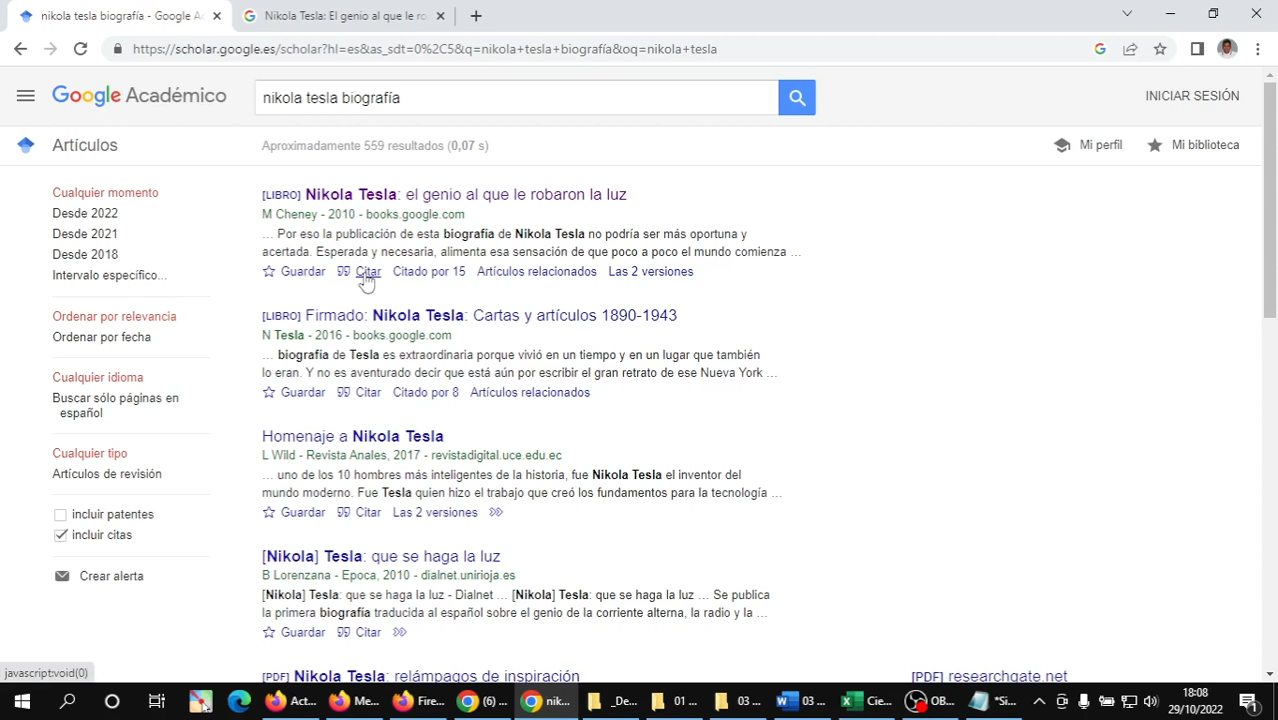 nikola tesla biografía - Google A
Nikola Tesla: El genio al que le ro
https://scholar.google.es/scholar?hl=es&as_sdt=0%2C5&q=nikola+tesla+biografía&oq=nikola+tesla
Google Académico
nikola tesla biografía
INICIAR SESIÓN
Artículos
Aproximadamente 559 resultados (0,07 s)
Mi perfil
Mi biblioteca
Cualquier momento
Desde 2022
Desde 2021
Desde 2018
Intervalo específico...
Ordenar por relevancia
Ordenar por fecha
Cualquier idioma
Buscar sólo páginas en
español
Cualquier tipo
Artículos de revisión
incluir patentes
incluir citas
Crear alerta
[LIBRO] Nikola Tesla: el genio al que le robaron la luz
M Cheney - 2010 - books.google.com
... Por eso la publicación de esta biografía de Nikola Tesla no podría ser más oportuna y
acertada. Esperada y necesaria, alimenta esa sensación de que poco a poco el mundo comienza ...
Guardar Citar Citado por 15 Artículos relacionados Las 2 versiones
[LIBRO] Firmado: Nikola Tesla: Cartas y artículos 1890-1943
N Tesla - 2016 - books.google.com
... biografía de Tesla es extraordinaria porque vivió en un tiempo y en un lugar que también
lo eran. Y no es aventurado decir que está aún por escribir el gran retrato de ese Nueva York ...
Guardar Citar Citado por 8 Artículos relacionados
Homenaje a Nikola Tesla
L Wild - Revista Anales, 2017 - revistadigital.uce.edu.ec
... uno de los 10 hombres más inteligentes de la historia, fue Nikola Tesla el inventor del
mundo moderno. Fue Tesla quien hizo el trabajo que creó los fundamentos para la tecnología ...
Guardar Citar Las 2 versiones
[Nikola] Tesla: que se haga la luz
B Lorenzana - Epoca, 2010 - dialnet.unirioja.es
[Nikola] Tesla: que se haga la luz - Dialnet ... [Nikola] Tesla: que se haga la luz ... Se publica
la primera biografía traducida al español sobre el genio de la corriente alterna, la radio y la ...
Guardar Citar
[PDF] Nikola Tesla: relámpagos de inspiración
[PDF] researchgate.net
javascript:void(0)
Act...
Me...
Fire...
(6) ...
nik...
_De...
01 ...
03 ...
03 ...
Cie...
OB...
*Si...
18:08
29/10/2022
1